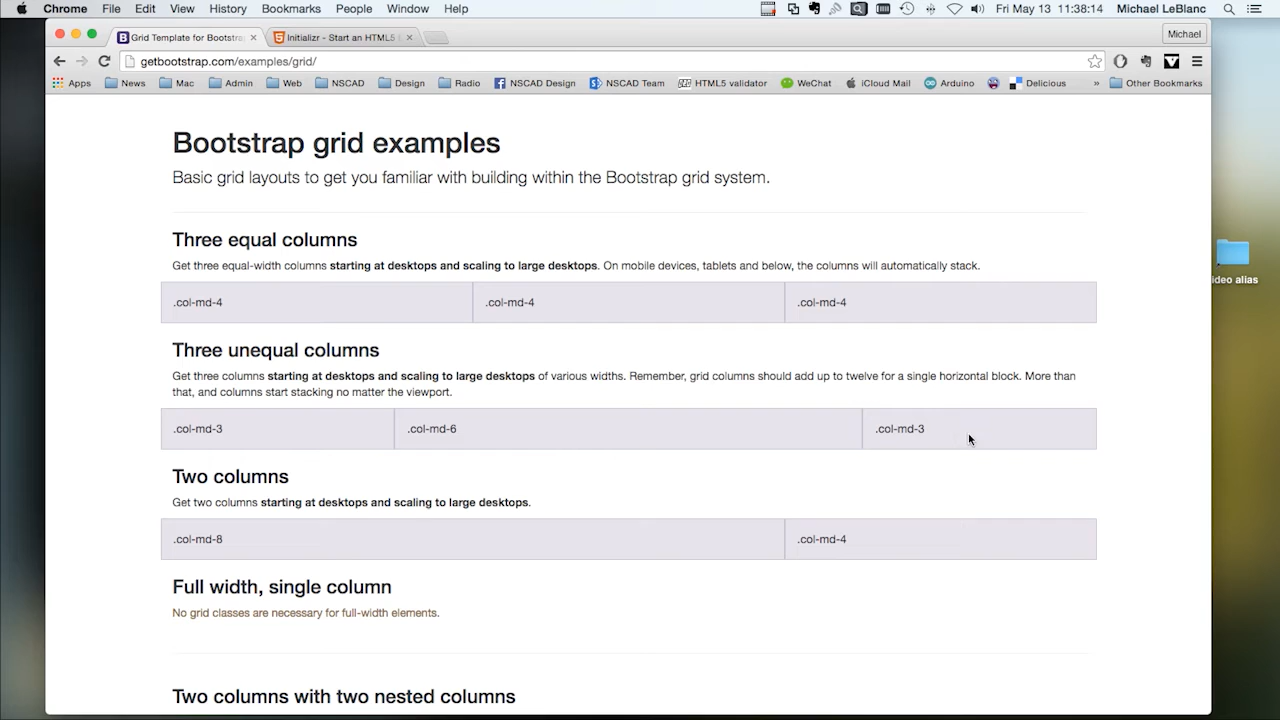 Chrome File Edit View History Bookmarks People Window Help Fri May 13 11:38:14 Michael LeBlanc
Grid Template for Bootstra Initializr - Start an HTML5 Michael
getbootstrap.com/examples/grid/
Apps News Mac Admin Web NSCAD Design Radio NSCAD Design NSCAD Team HTML5 validator WeChat iCloud Mail Arduino Delicious » Other Bookmarks
Bootstrap grid examples
Basic grid layouts to get you familiar with building within the Bootstrap grid system.
Three equal columns
Get three equal-width columns starting at desktops and scaling to large desktops. On mobile devices, tablets and below, the columns will automatically stack.
.col-md-4 .col-md-4 .col-md-4
ideo alias
Three unequal columns
Get three columns starting at desktops and scaling to large desktops of various widths. Remember, grid columns should add up to twelve for a single horizontal block. More than
that, and columns start stacking no matter the viewport.
.col-md-3 .col-md-6 .col-md-3
Two columns
Get two columns starting at desktops and scaling to large desktops.
.col-md-8 .col-md-4
Full width, single column
No grid classes are necessary for full-width elements.
Two columns with two nested columns